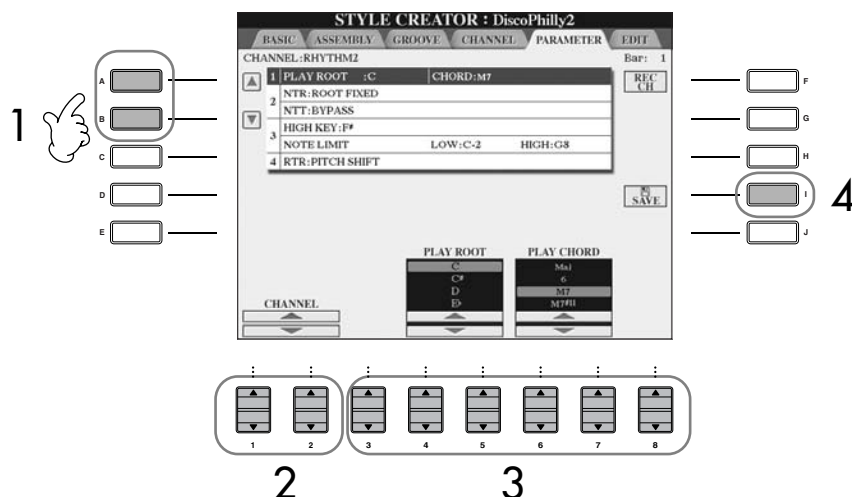 STYLE CREATOR : DiscoPhilly2
BASIC ASSEMBLY GROOVE CHANNEL PARAMETER EDIT
CHANNEL:RHYTHM2 Bar: 1
1 PLAY ROOT :C CHORD:M7
REC CH
2 NTR:ROOT FIXED
NTT:BYPASS
3 HIGH KEY:F#
NOTE LIMIT LOW:C-2 HIGH:G8
4 RTR:PITCH SHIFT
SAVE
A
B
C
D
E
F
G
H
I
J
1
4
PLAY ROOT PLAY CHORD
C Maj
C# 6
D M7
E♭ M7#11
CHANNEL
1 2 3 4 5 6 7 8
2 3